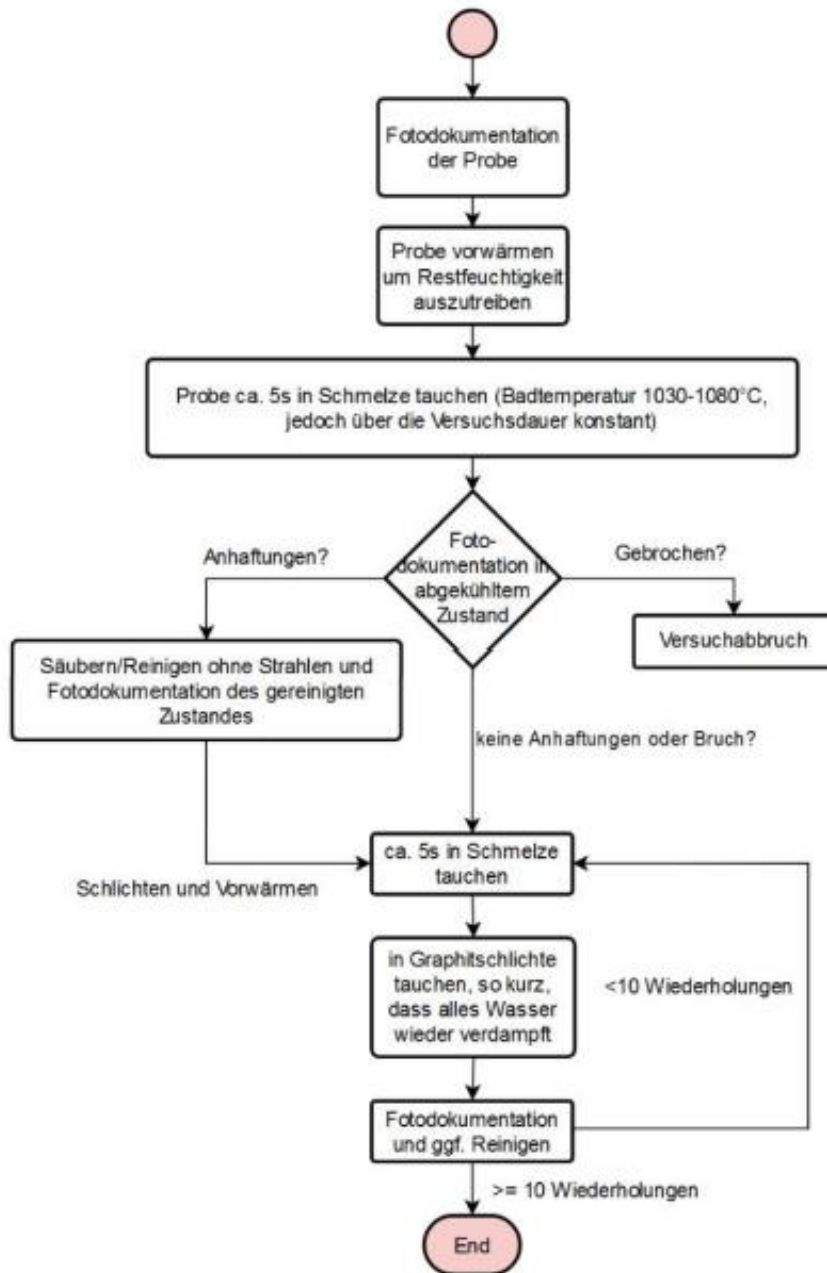 Fotodokumentation
der Probe
Probe vorwärmen
um Restfeuchtigkeit
auszutreiben
Probe ca. 5s in Schmelze tauchen (Badtemperatur 1030-1080°C,
jedoch über die Versuchsdauer konstant)
Foto-
dokumentation in
abgekühltem
Zustand
Anhaftungen?
Gebrochen?
Säubern/Reinigen ohne Strahlen und
Fotodokumentation des gereinigten
Zustandes
Versuchabbruch
keine Anhaftungen oder Bruch?
Schlichten und Vorwärmen
ca. 5s in Schmelze
tauchen
in Graphitschlichte
tauchen, so kurz,
dass alles Wasser
wieder verdampft
<10 Wiederholungen
Fotodokumentation
und ggf. Reinigen
>= 10 Wiederholungen
End